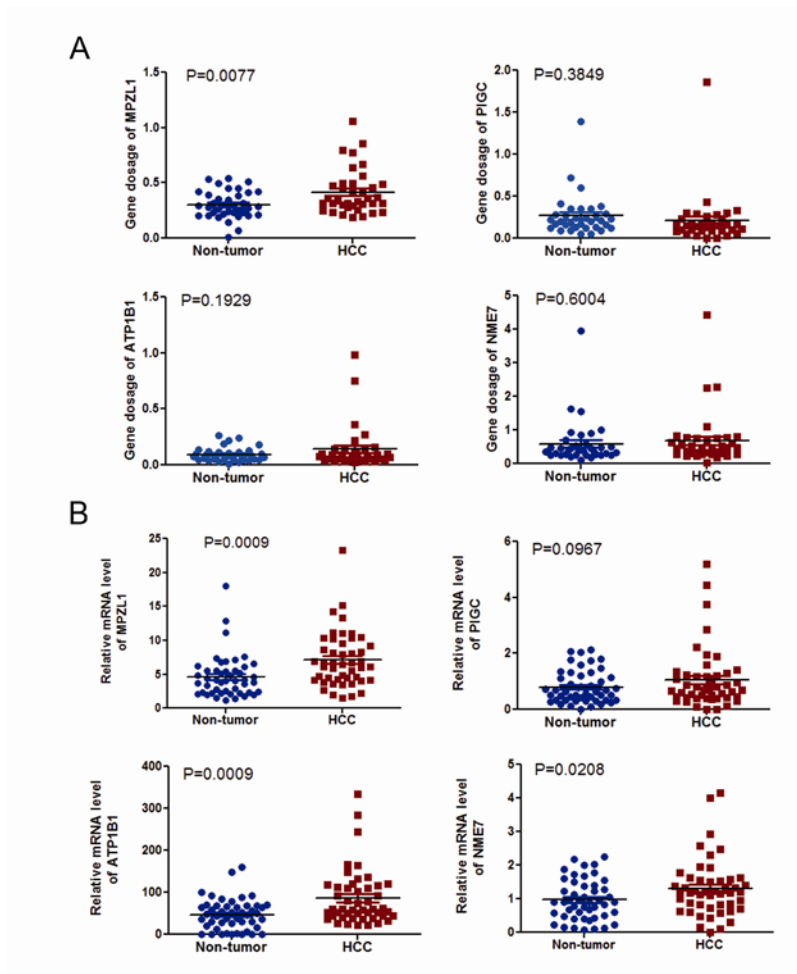 A
P=0.0077
Gene dosage of MPZL1
1.5
1.0
0.5
0.0
Non-tumor HCC
P=0.3849
Gene dosage of PIGC
2.0
1.5
1.0
0.5
0.0
Non-tumor HCC
P=0.1929
Gene dosage of ATP1B1
1.5
1.0
0.5
0.0
Non-tumor HCC
P=0.6004
Gene dosage of NME7
5
4
3
2
1
0
Non-tumor HCC
B
P=0.0009
Relative mRNA level
of MPZL1
25
20
15
10
5
0
Non-tumor HCC
P=0.0967
Relative mRNA level
of PIGC
6
4
2
0
Non-tumor HCC
P=0.0009
Relative mRNA level
of ATP1B1
400
300
200
100
0
Non-tumor HCC
P=0.0208
Relative mRNA level
of NME7
5
4
3
2
1
0
Non-tumor HCC